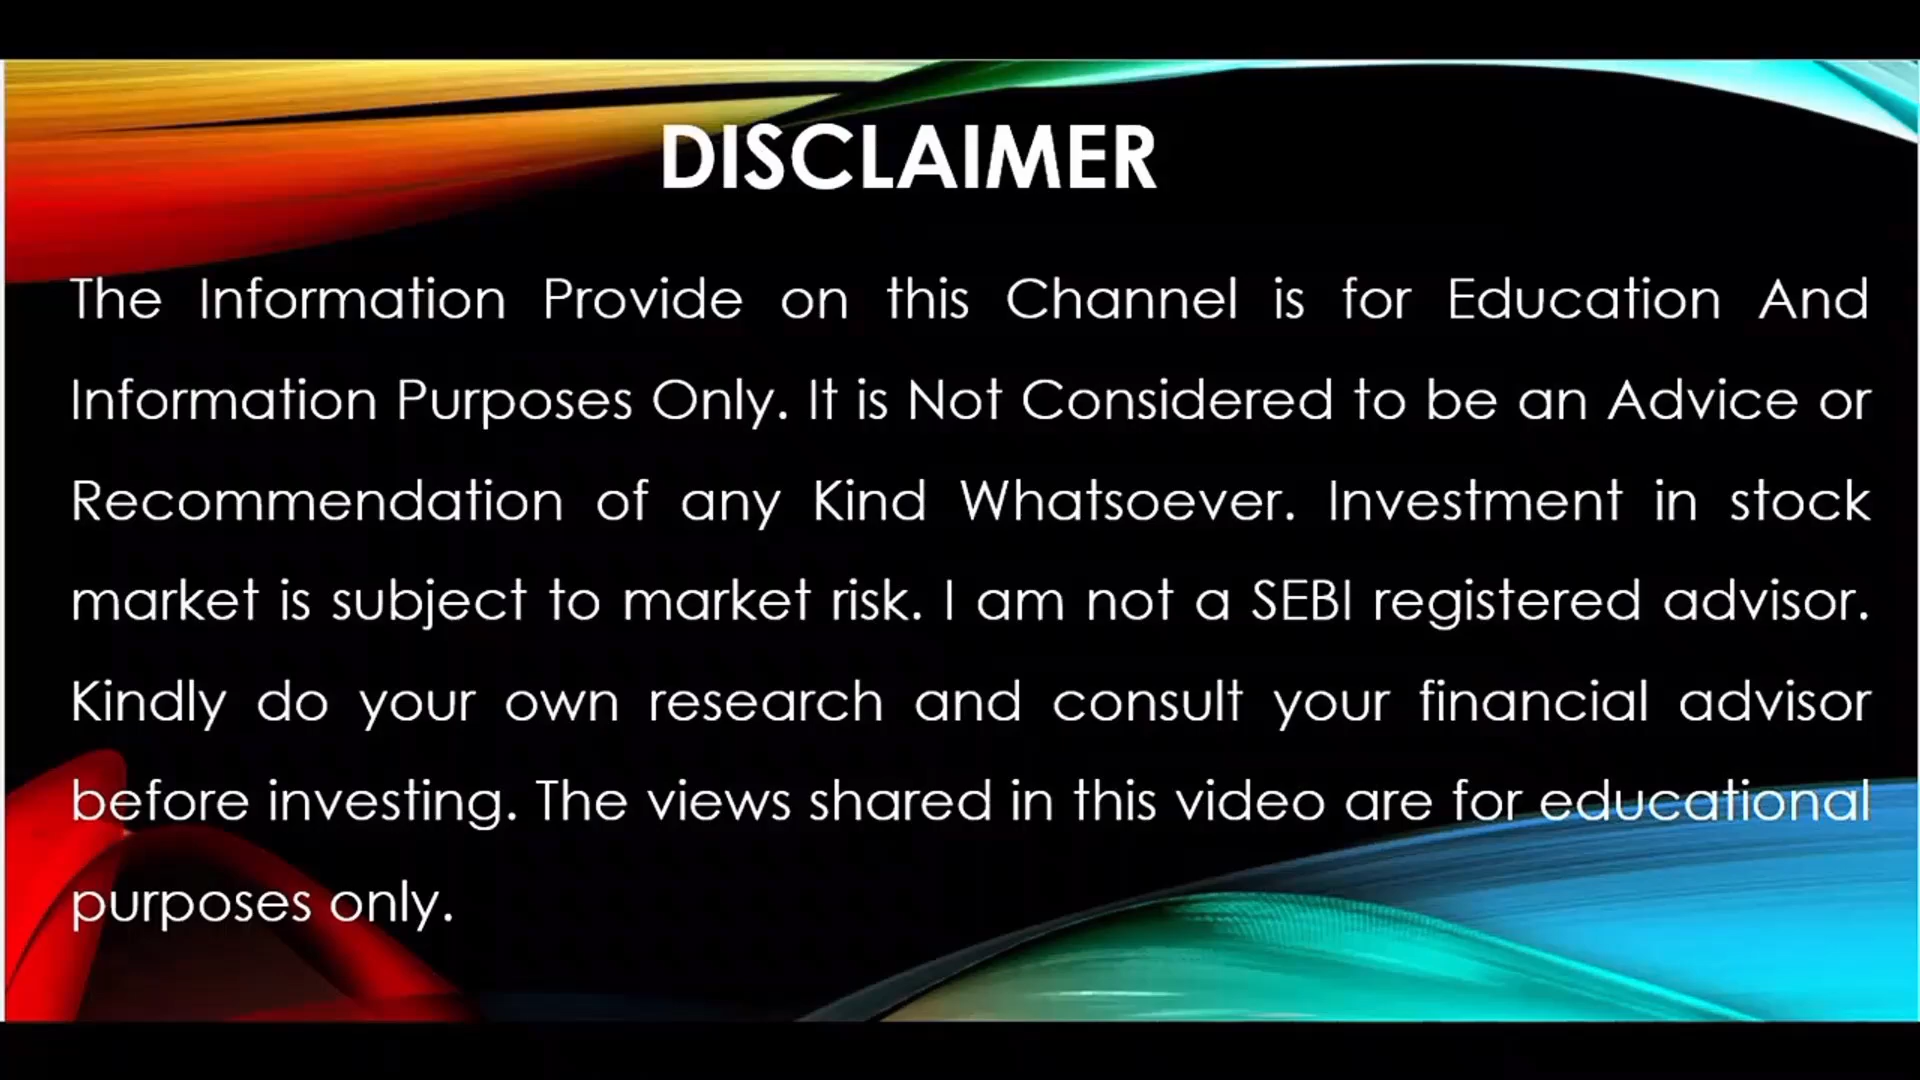 DISCLAIMER
The Information Provide on this Channel is for Education And
Information Purposes Only. It is Not Considered to be an Advice or
Recommendation of any Kind Whatsoever. Investment in stock
market is subject to market risk. I am not a SEBI registered advisor.
Kindly do your own research and consult your financial advisor
before investing. The views shared in this video are for educational
purposes only.